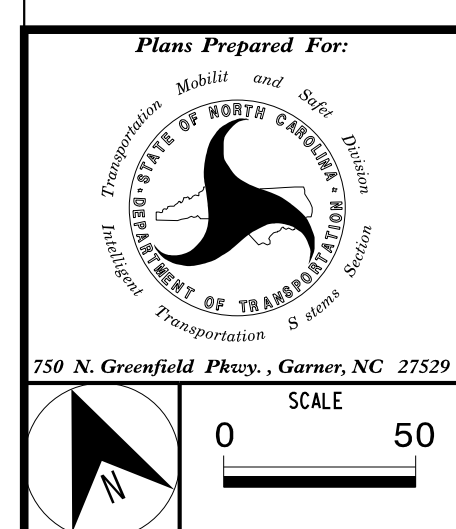 Plans Prepared For:
Transportation Mobilit and Safet Division
STATE OF NORTH CAROLINA
DEPARTMENT OF TRANSPORTATION
Intelligent Transportation S stems Section
750 N. Greenfield Pkwy. , Garner, NC 27529
SCALE
0 50
N